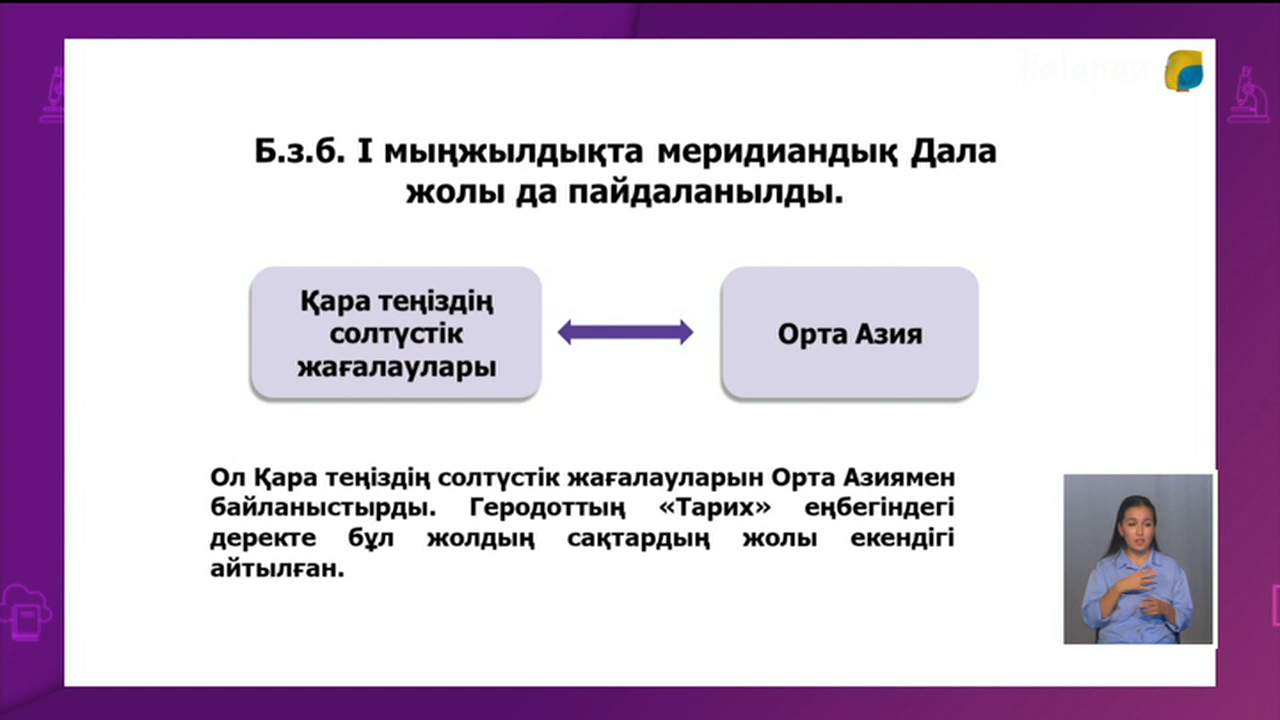 Balapan
Б.з.б. I мыңжылдықта меридиандық Дала
жолы да пайдаланылды.
Қара теңіздің
солтүстік
жағалаулары
Орта Азия
Ол Қара теңіздің солтүстік жағалауларын Орта Азиямен
байланыстырды. Геродоттың «Тарих» еңбегіндегі
деректе бұл жолдың сақтардың жолы екендігі
айтылған.